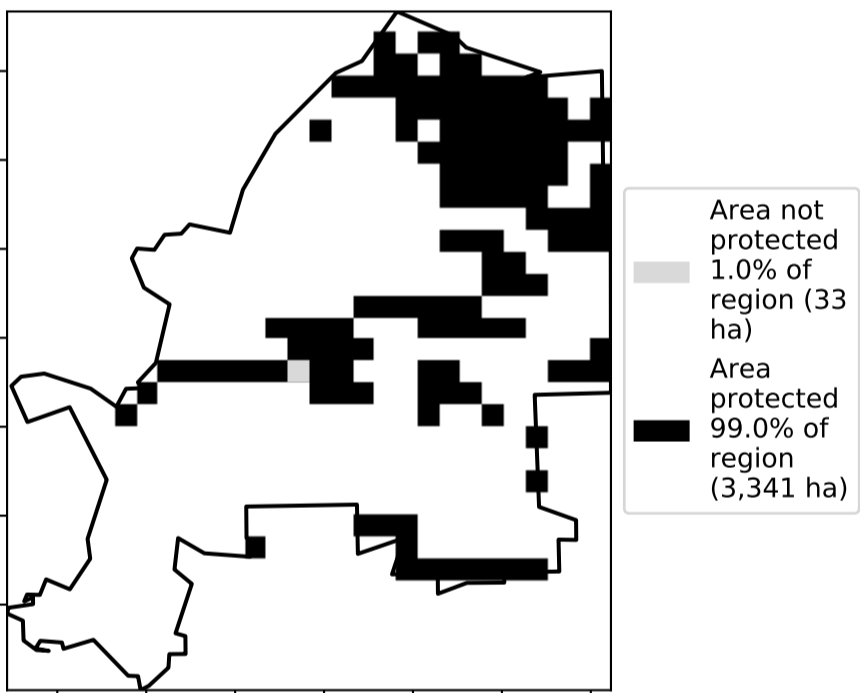 Area not
protected
1.0% of
region (33
ha)
Area
protected
99.0% of
region
(3,341 ha)